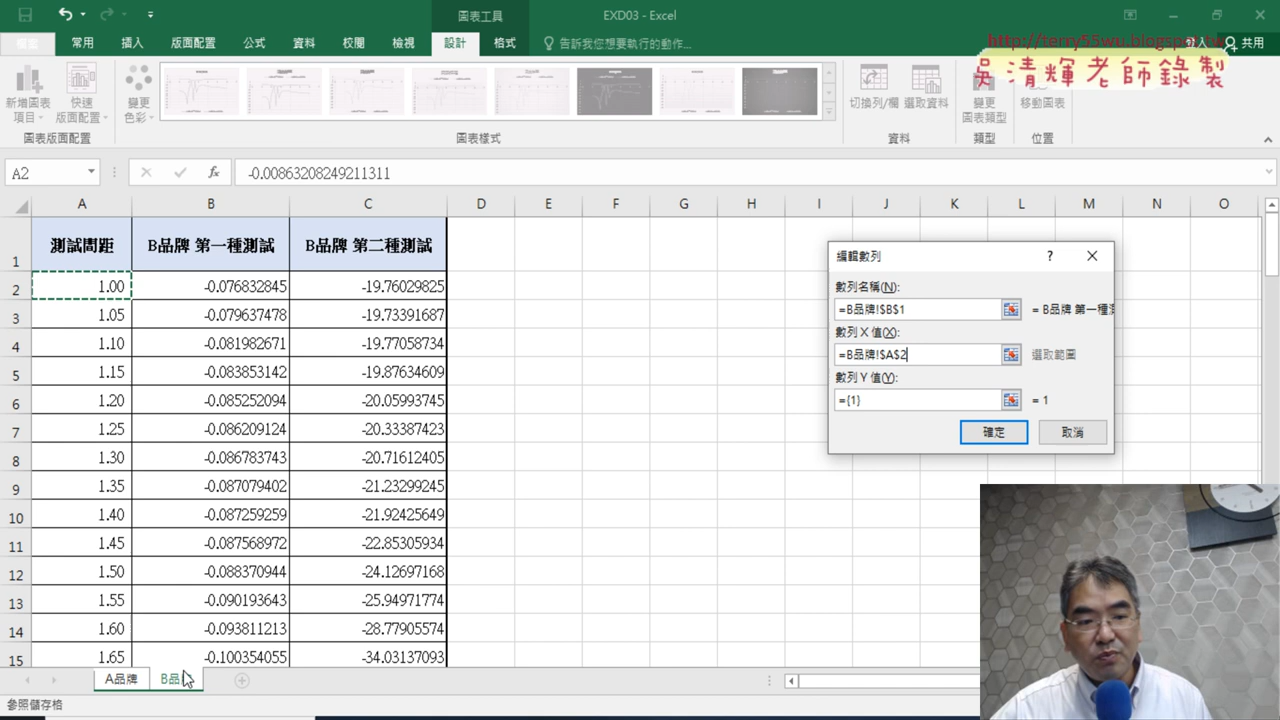 圖表工具
EXD03 - Excel
http://terry55wu.blogspot.tw
檔案
常用
插入
版面配置
公式
資料
校閱
檢視
設計
格式
告訴我您想要執行的動作...
登入
共用
吳清輝老師錄製
新增圖表
項目
快速
版面配置
變更
色彩
切換列/欄
選取資料
變更
圖表類型
移動圖表
圖表版面配置
圖表樣式
資料
類型
位置
A2
fx
-0.00863208249211311
A B C D E F G H I J K L M N O
1 測試間距 B品牌 第一種測試 B品牌 第二種測試
2 1.00 -0.076832845 -19.76029825
3 1.05 -0.079637478 -19.73391687
4 1.10 -0.081982671 -19.77058734
5 1.15 -0.083853142 -19.87634609
6 1.20 -0.085252094 -20.05993745
7 1.25 -0.086209124 -20.33387423
8 1.30 -0.086783743 -20.71612405
9 1.35 -0.087079402 -21.23299245
10 1.40 -0.087259259 -21.92425649
11 1.45 -0.087568972 -22.85305934
12 1.50 -0.088370944 -24.12697168
13 1.55 -0.090193643 -25.94971774
14 1.60 -0.093811213 -28.77905574
15 1.65 -0.100354055 -34.03137093
編輯數列
?
數列名稱(N):
=B品牌!$B$1
= B品牌 第一種測
數列 X 值(X):
=B品牌!$A$2
選取範圍
數列 Y 值(Y):
={1}
= 1
確定
取消
A品牌
B品
參照儲存格